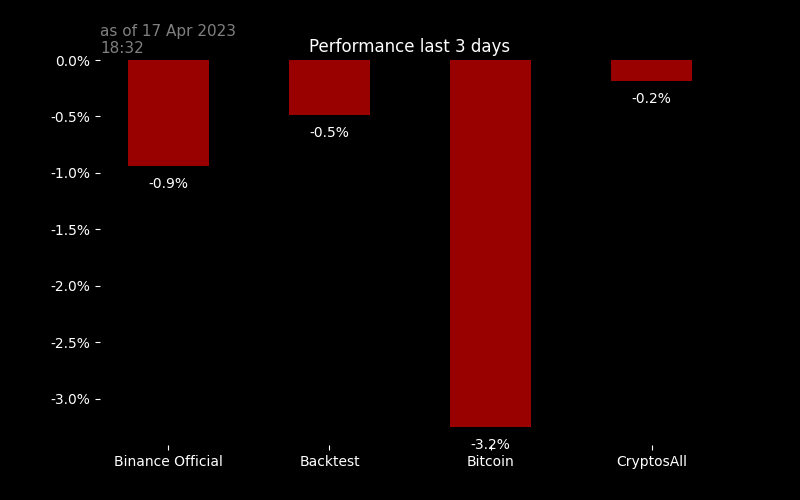 as of 17 Apr 2023
18:32
Performance last 3 days
0.0%
-0.5%
-1.0%
-1.5%
-2.0%
-2.5%
-3.0%
-0.9%
-0.5%
-3.2%
-0.2%
Binance Official
Backtest
Bitcoin
CryptosAll